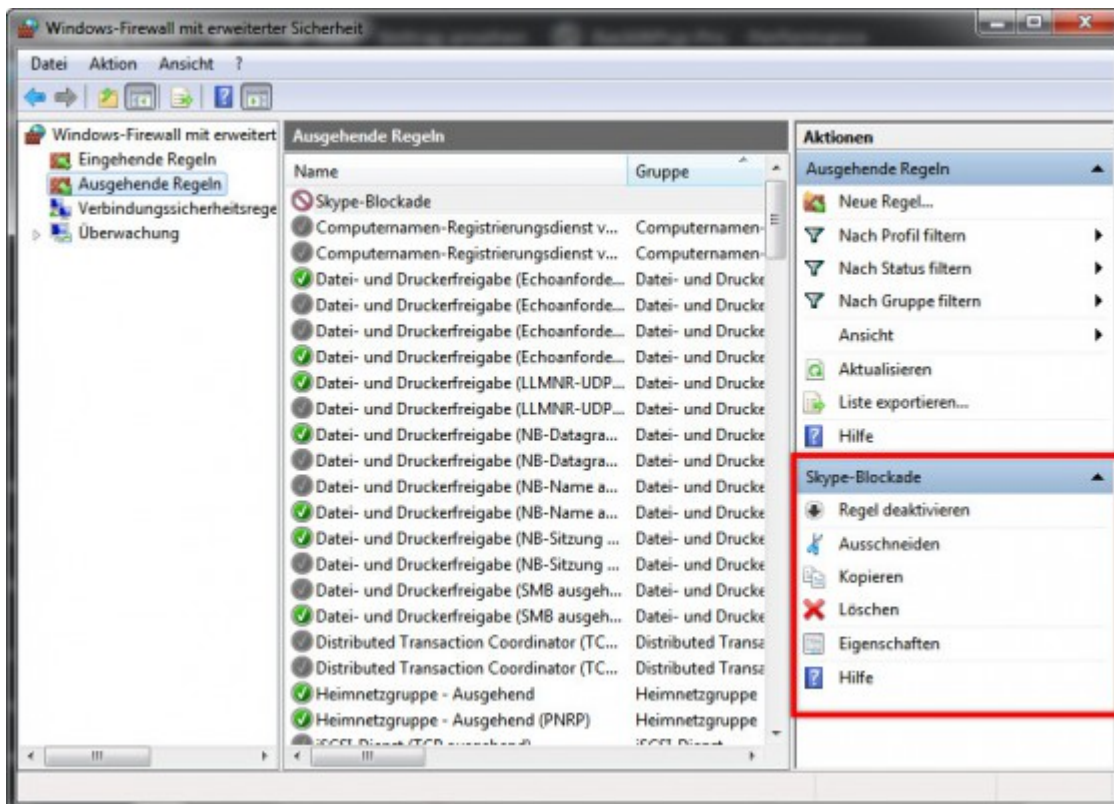 Windows-Firewall mit erweiterter Sicherheit
Datei Aktion Ansicht ?
Windows-Firewall mit erweitert
Eingehende Regeln
Ausgehende Regeln
Verbindungssicherheitsrege
Überwachung
Ausgehende Regeln
Name Gruppe
Skype-Blockade
Computernamen-Registrierungsdienst v... Computernamen-
Computernamen-Registrierungsdienst v... Computernamen-
Datei- und Druckerfreigabe (Echoanforde... Datei- und Drucke
Datei- und Druckerfreigabe (Echoanforde... Datei- und Drucke
Datei- und Druckerfreigabe (Echoanforde... Datei- und Drucke
Datei- und Druckerfreigabe (Echoanforde... Datei- und Drucke
Datei- und Druckerfreigabe (LLMNR-UDP... Datei- und Drucke
Datei- und Druckerfreigabe (LLMNR-UDP... Datei- und Drucke
Datei- und Druckerfreigabe (NB-Datagra... Datei- und Drucke
Datei- und Druckerfreigabe (NB-Datagra... Datei- und Drucke
Datei- und Druckerfreigabe (NB-Name a... Datei- und Drucke
Datei- und Druckerfreigabe (NB-Name a... Datei- und Drucke
Datei- und Druckerfreigabe (NB-Sitzung ... Datei- und Drucke
Datei- und Druckerfreigabe (NB-Sitzung ... Datei- und Drucke
Datei- und Druckerfreigabe (SMB ausgeh... Datei- und Drucke
Datei- und Druckerfreigabe (SMB ausgeh... Datei- und Drucke
Distributed Transaction Coordinator (TC... Distributed Transa
Distributed Transaction Coordinator (TC... Distributed Transa
Heimnetzgruppe - Ausgehend Heimnetzgruppe
Heimnetzgruppe - Ausgehend (PNRP) Heimnetzgruppe
iSCSI-Dienst (TCP ausgehend) iSCSI-Dienst
Aktionen
Ausgehende Regeln
Neue Regel...
Nach Profil filtern
Nach Status filtern
Nach Gruppe filtern
Ansicht
Aktualisieren
Liste exportieren...
Hilfe
Skype-Blockade
Regel deaktivieren
Ausschneiden
Kopieren
Löschen
Eigenschaften
Hilfe